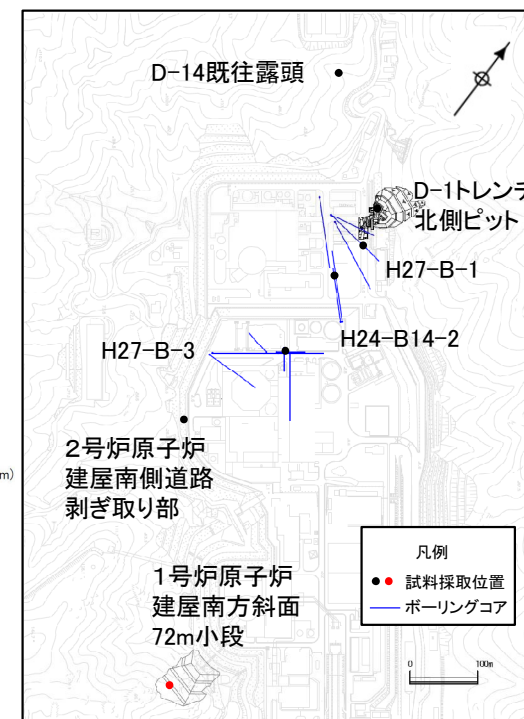 D-14既往露頭
D-1トレンチ
北側ピット
H27-B-1
H24-B14-2
H27-B-3
2号炉原子炉
建屋南側道路
剥ぎ取り部
m)
1号炉原子炉
建屋南方斜面
72m小段
凡例
試料採取位置
ボーリングコア
0 100m